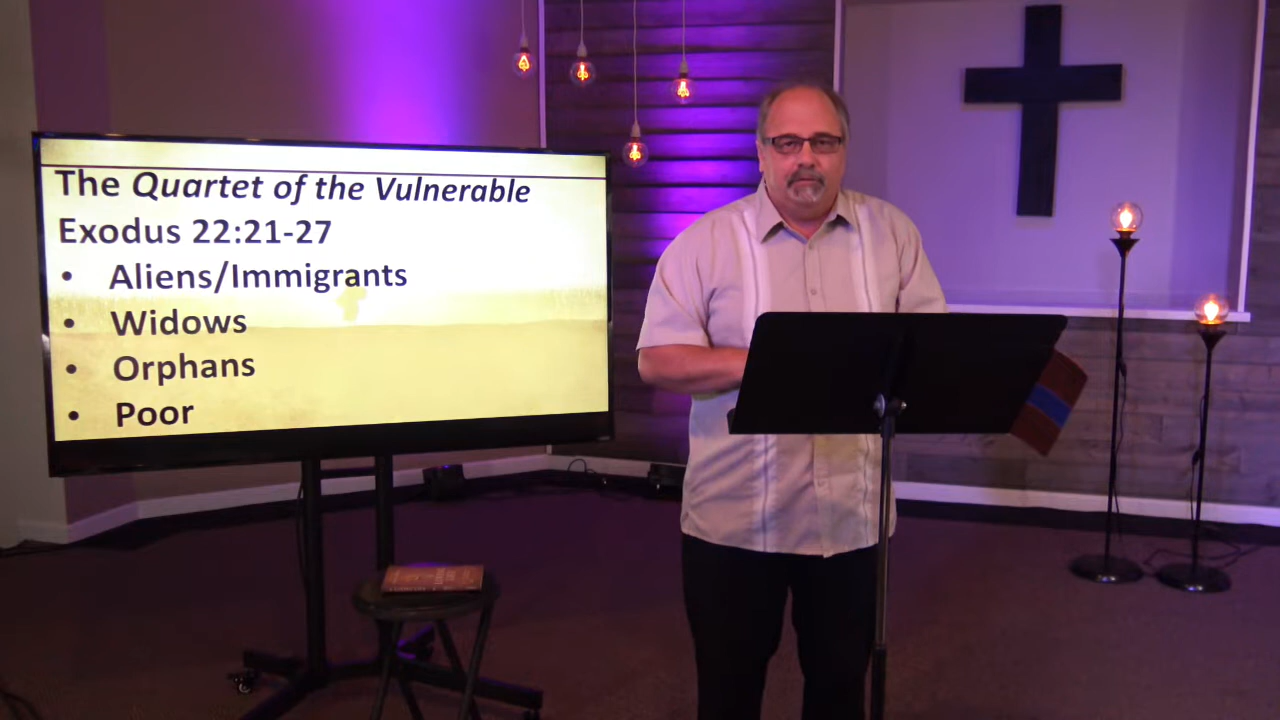 The Quartet of the Vulnerable
Exodus 22:21-27
• Aliens/Immigrants
• Widows
• Orphans
• Poor